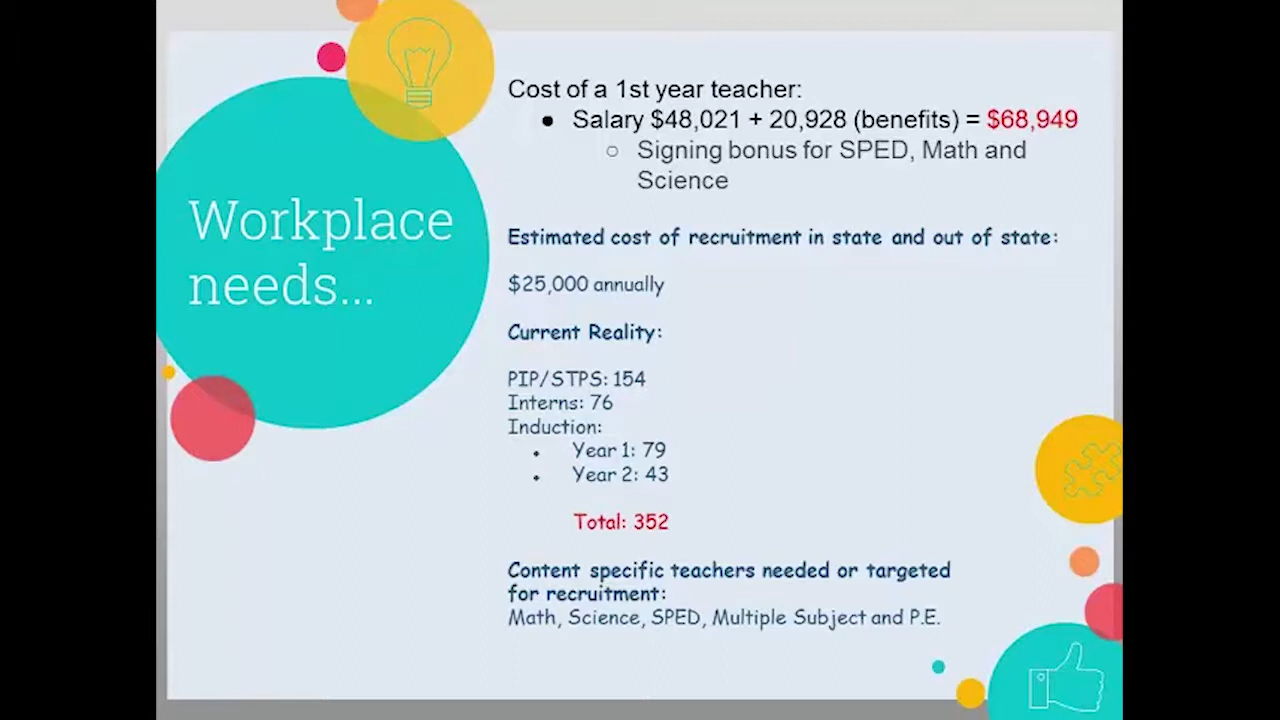 Workplace
needs...
Cost of a 1st year teacher:
● Salary $48,021 + 20,928 (benefits) = $68,949
○ Signing bonus for SPED, Math and
Science
Estimated cost of recruitment in state and out of state:
$25,000 annually
Current Reality:
PIP/STPS: 154
Interns: 76
Induction:
• Year 1: 79
• Year 2: 43
Total: 352
Content specific teachers needed or targeted
for recruitment:
Math, Science, SPED, Multiple Subject and P.E.